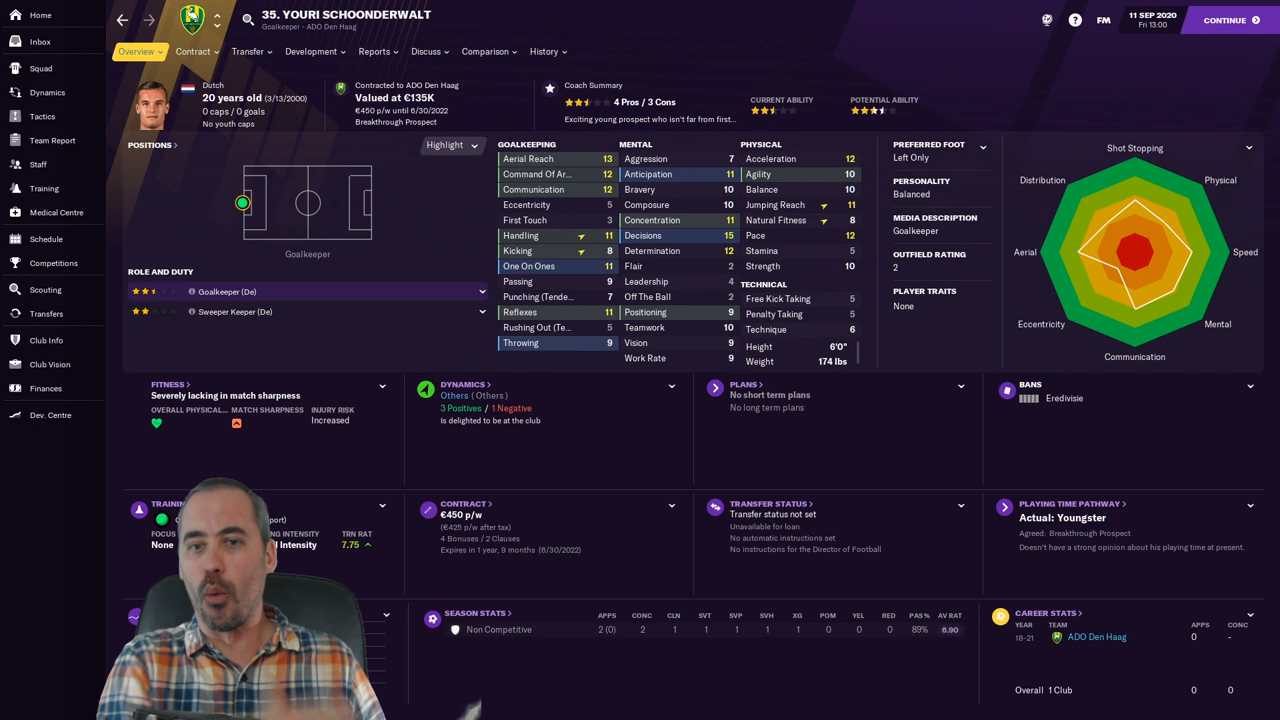 Home
Inbox
Squad
Dynamics
Tactics
Team Report
Staff
Training
Medical Centre
Schedule
Competitions
Scouting
Transfers
Club Info
Club Vision
Finances
Dev. Centre
35. YOURI SCHOONDERWALT
Goalkeeper - ADO Den Haag
?
FM
11 SEP 2020
Fri 13:00
CONTINUE
Overview
Contract
Transfer
Development
Reports
Discuss
Comparison
History
Dutch
20 years old (3/13/2000)
0 caps / 0 goals
No youth caps
Contracted to ADO Den Haag
Valued at €135K
€450 p/w until 6/30/2022
Breakthrough Prospect
Coach Summary
4 Pros / 3 Cons
Exciting young prospect who isn't far from first...
CURRENT ABILITY
POTENTIAL ABILITY
POSITIONS
Highlight
Goalkeeper
ROLE AND DUTY
Goalkeeper (De)
Sweeper Keeper (De)
GOALKEEPING
Aerial Reach 13
Command Of Ar... 12
Communication 12
Eccentricity 5
First Touch 3
Handling 11
Kicking 8
One On Ones 11
Passing 9
Punching (Tende... 7
Reflexes 11
Rushing Out (Te... 5
Throwing 9
MENTAL
Aggression 7
Anticipation 11
Bravery 10
Composure 10
Concentration 11
Decisions 15
Determination 12
Flair 2
Leadership 4
Off The Ball 2
Positioning 9
Teamwork 10
Vision 9
Work Rate 9
PHYSICAL
Acceleration 12
Agility 10
Balance 10
Jumping Reach 11
Natural Fitness 8
Pace 12
Stamina 5
Strength 10
TECHNICAL
Free Kick Taking 5
Penalty Taking 5
Technique 6
Height 6'0"
Weight 174 lbs
PREFERRED FOOT
Left Only
PERSONALITY
Balanced
MEDIA DESCRIPTION
Goalkeeper
OUTFIELD RATING
2
PLAYER TRAITS
None
Shot Stopping
Physical
Speed
Mental
Communication
Eccentricity
Aerial
Distribution
FITNESS
Severely lacking in match sharpness
OVERALL PHYSICAL... MATCH SHARPNESS INJURY RISK
Increased
DYNAMICS
Others ( Others )
3 Positives / 1 Negative
Is delighted to be at the club
PLANS
No short term plans
No long term plans
BANS
Eredivisie
FOCUS
None
TRN RAT
7.75
CONTRACT
€450 p/w
(€425 p/w after tax)
4 Bonuses / 2 Clauses
Expires in 1 year, 9 months (6/30/2022)
TRANSFER STATUS
Transfer status not set
Unavailable for loan
No automatic instructions set
No instructions for the Director of Football
PLAYING TIME PATHWAY
Actual: Youngster
Agreed: Breakthrough Prospect
Doesn't have a strong opinion about his playing time at present.
SEASON STATS APPS CONC CLN SVT SVP SVH XG POM YEL RED PAS% AV RAT
Non Competitive 2 (0) 2 1 1 1 1 1 0 0 0 89% 6.90
CAREER STATS
YEAR TEAM APPS CONC
18-21 ADO Den Haag 0 -
Overall 1 Club 0 0